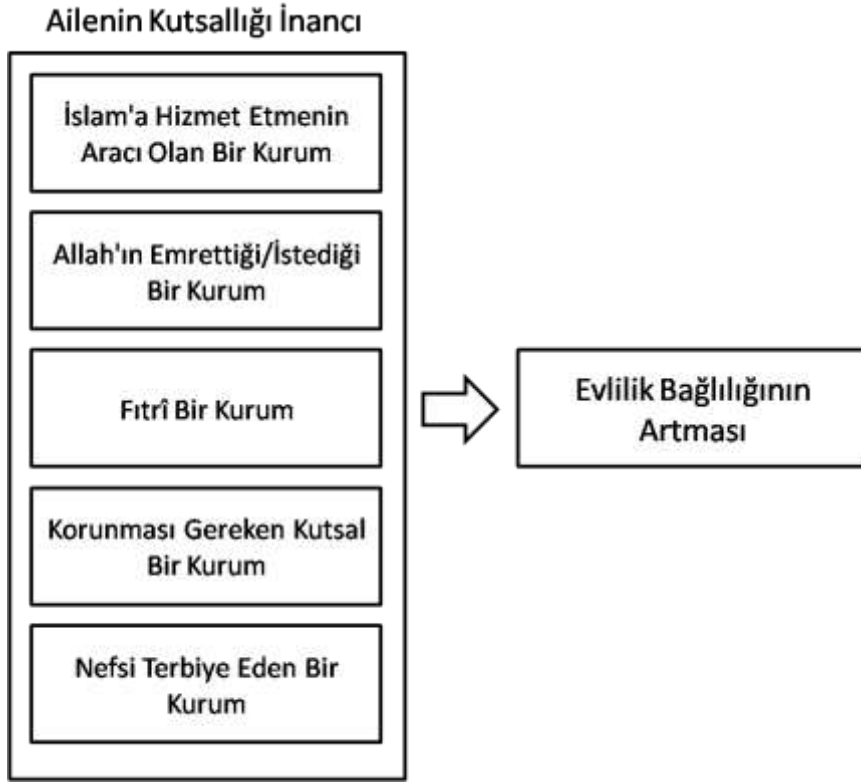 Ailenin Kutsallığı İnancı
İslam'a Hizmet Etmenin
Aracı Olan Bir Kurum
Allah'ın Emrettiği/İstediği
Bir Kurum
Fıtrî Bir Kurum
Korunması Gereken Kutsal
Bir Kurum
Nefsi Terbiye Eden Bir
Kurum
Evlilik Bağlılığının
Artması